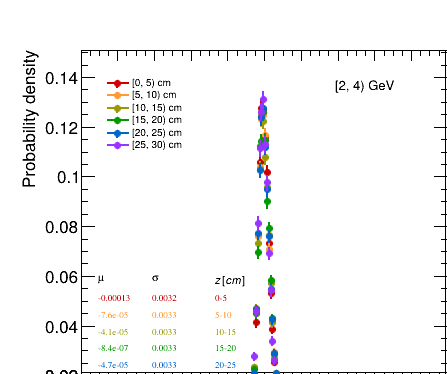 Probability density
[2, 4) GeV
0.14
0.12
0.1
0.08
0.06
0.04
[0, 5) cm
[5, 10) cm
[10, 15) cm
[15, 20) cm
[20, 25) cm
[25, 30) cm
μ σ z[cm]
-0.00013 0.0032 0-5
-7.6e-05 0.0033 5-10
-4.1e-05 0.0033 10-15
-8.4e-07 0.0033 15-20
-4.7e-05 0.0033 20-25